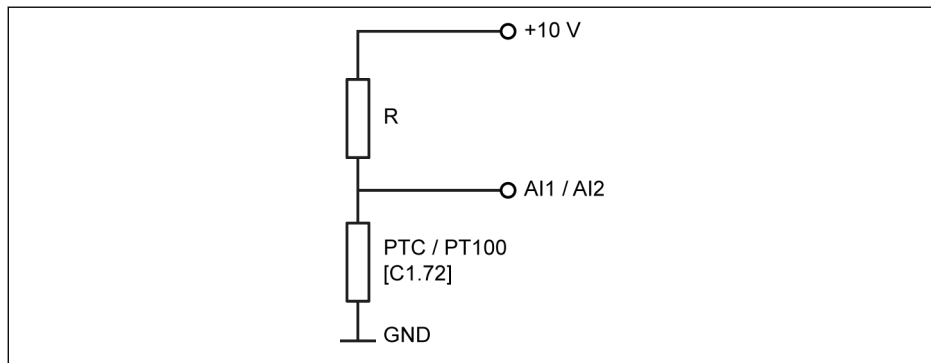 +10 V
R
AI1 / AI2
PTC / PT100
[C1.72]
GND